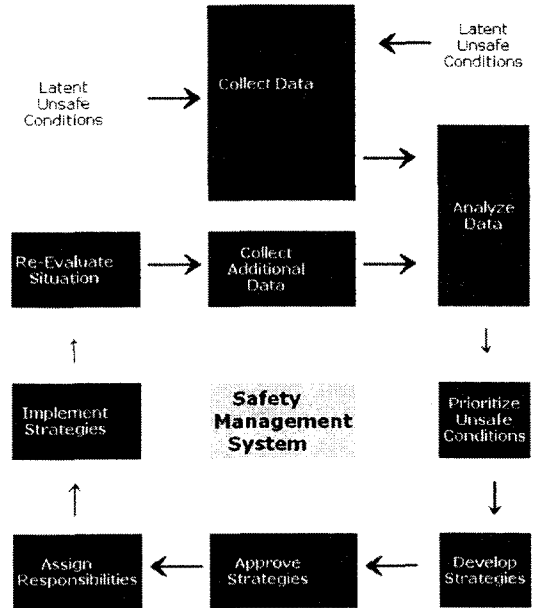 Latent
Unsafe
Conditions
Latent
Unsafe
Conditions
Collect Data
Analyze
Data
Re-Evaluate
Situation
Collect
Additional
Data
Implement
Strategies
Safety
Management
System
Prioritize
Unsafe
Conditions
Assign
Responsibilities
Approve
Strategies
Develop
Strategies